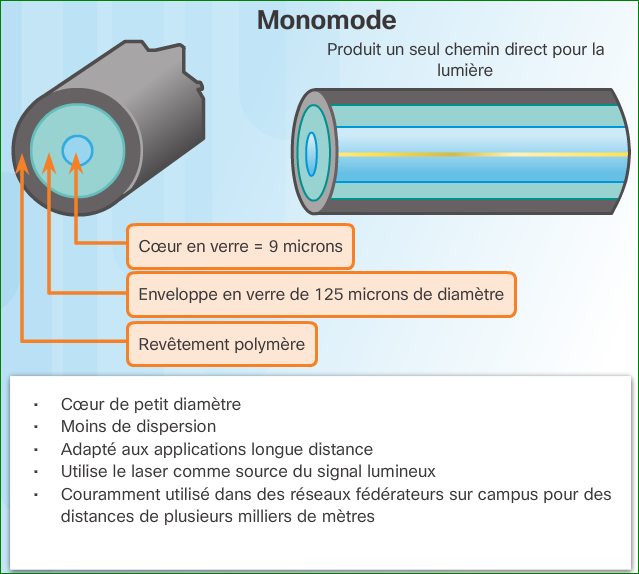 Monomode
Produit un seul chemin direct pour la
lumière
Cœur en verre = 9 microns
Enveloppe en verre de 125 microns de diamètre
Revêtement polymère
▪ Cœur de petit diamètre
▪ Moins de dispersion
▪ Adapté aux applications longue distance
▪ Utilise le laser comme source du signal lumineux
▪ Couramment utilisé dans des réseaux fédérateurs sur campus pour des
distances de plusieurs milliers de mètres